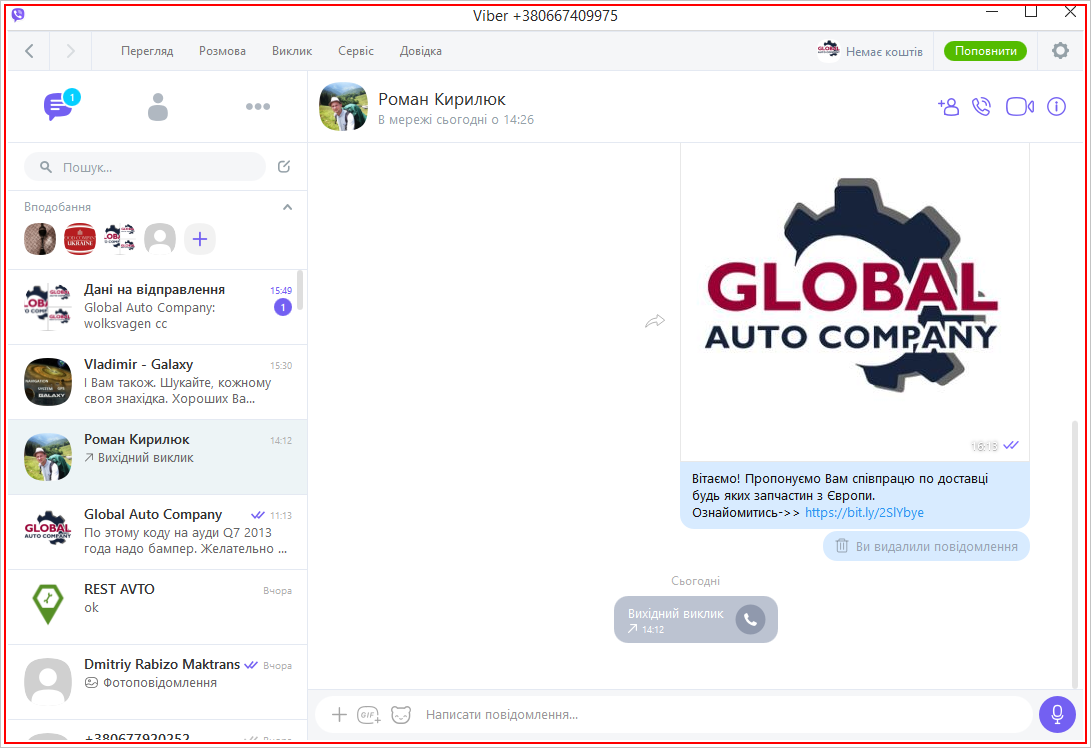 Viber +380667409975
Перегляд Розмова Виклик Сервіс Довідка
Немає коштів
Поповнити
1
Пошук...
Вподобання
Дані на відправлення 15:49
Global Auto Company: 1
wolksvagen cc
Vladimir - Galaxy 15:30
І Вам також. Шукайте, кожному
своя знахідка. Хороших Ва...
Роман Кирилюк 14:12
Вихідний виклик
Global Auto Company 11:13
По этому коду на ауди Q7 2013
года надо бампер. Желательно ...
REST AVTO Вчора
ok
Dmitriy Rabizo Maktrans Вчора
Фотоповідомлення
+380677920252 Вчора
Роман Кирилюк
В мережі сьогодні о 14:26
GLOBAL
AUTO COMPANY
16:13
Вітаємо! Пропонуємо Вам співпрацю по доставці
будь яких запчастин з Європи.
Ознайомитись->> https://bit.ly/2SlYbye
Ви видалили повідомлення
Сьогодні
Вихідний виклик
14:12
GIF
Написати повідомлення...